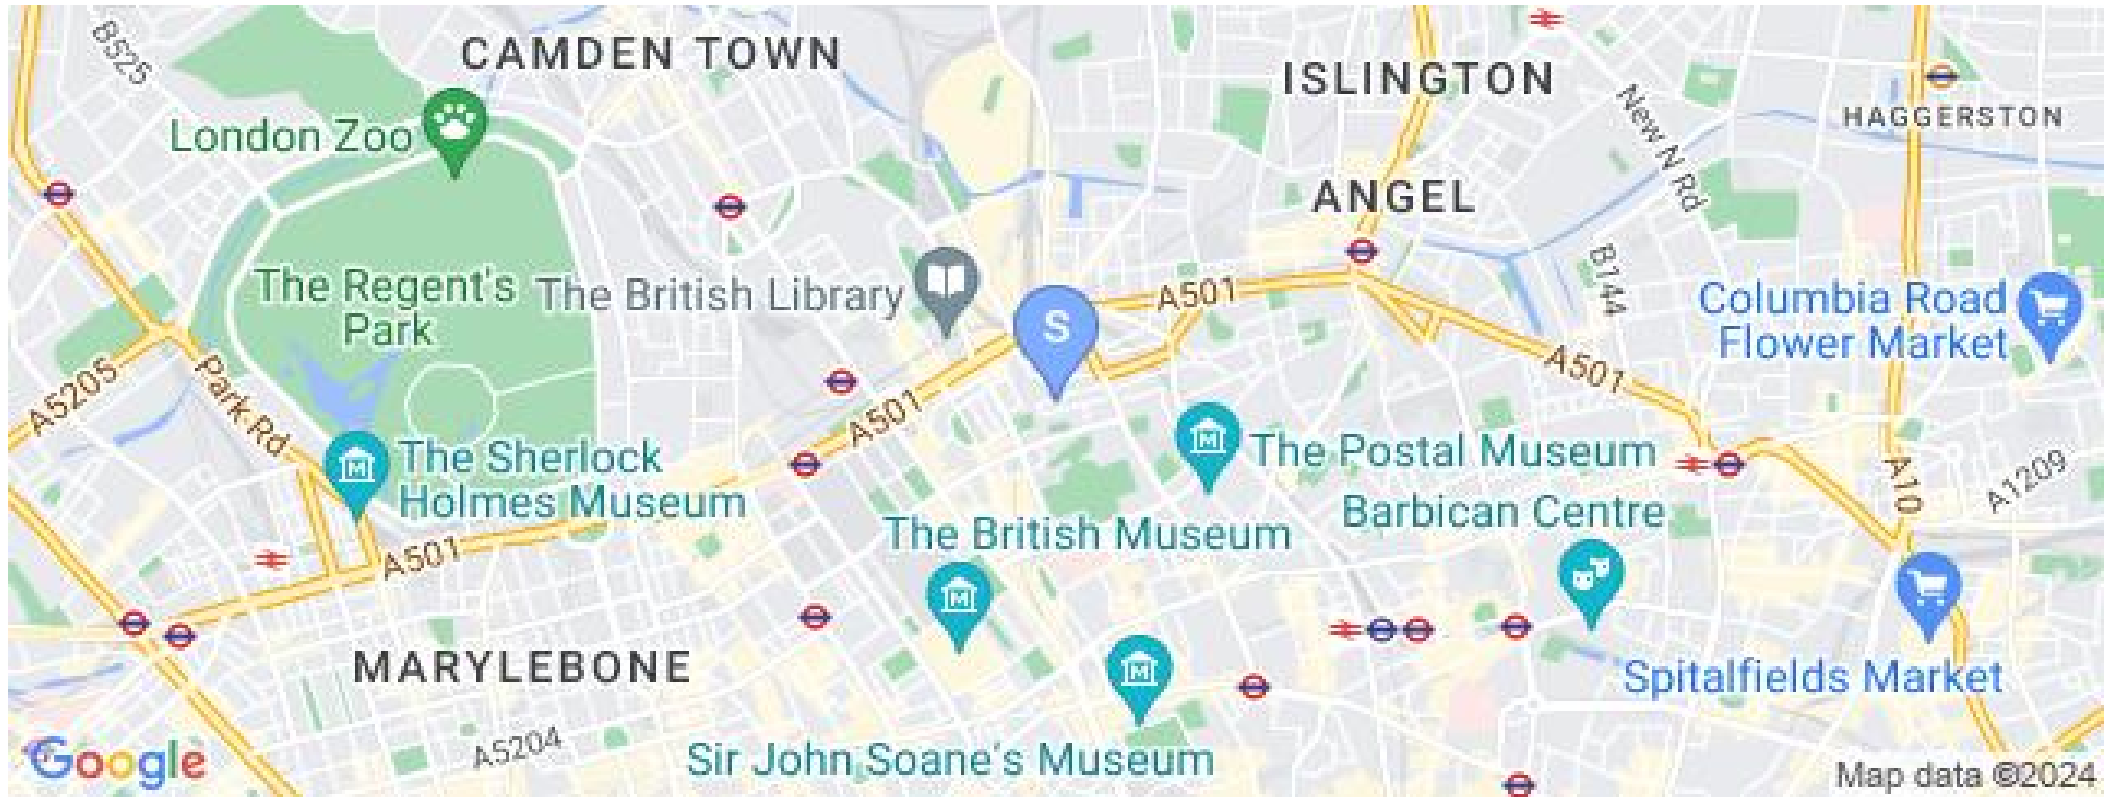 B525
CAMDEN TOWN
ISLINGTON
New N Rd
HAGGERSTON
London Zoo
ANGEL
The Regent's
Park
The British Library
S
A501
B144
Columbia Road
Flower Market
A5205
Park Rd
A501
A501
The Sherlock
Holmes Museum
The Postal Museum
A10
A1209
Barbican Centre
The British Museum
A501
MARYLEBONE
Spitalfields Market
A5204
Sir John Soane's Museum
Google
Map data ©2024